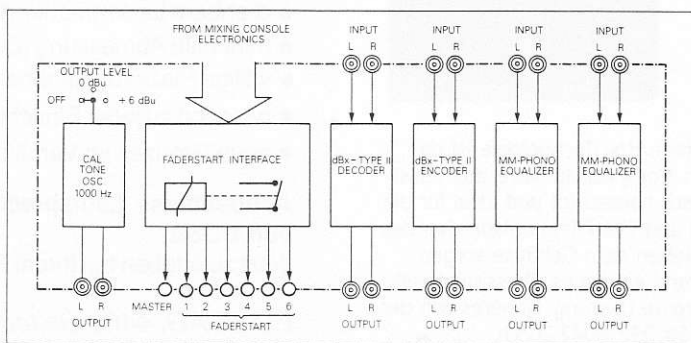 FROM MIXING CONSOLE
ELECTRONICS
INPUT
L R
INPUT
L R
INPUT
L R
INPUT
L R
OUTPUT LEVEL
0 dBu
OFF + 6 dBu
CAL
TONE
OSC
1000 Hz
FADERSTART INTERFACE
dBx–TYPE II
DECODER
dBx–TYPE II
ENCODER
MM-PHONO
EQUALIZER
MM-PHONO
EQUALIZER
L R
OUTPUT
MASTER 1 2 3 4 5 6
FADERSTART
L R
OUTPUT
L R
OUTPUT
L R
OUTPUT
L R
OUTPUT